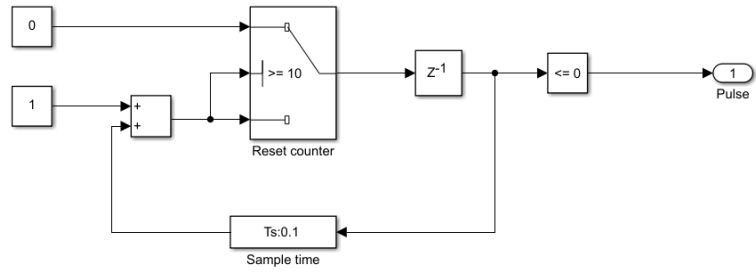 0
1
+
+
>= 10
Reset counter
Z-1
<= 0
1
Pulse
Ts:0.1
Sample time